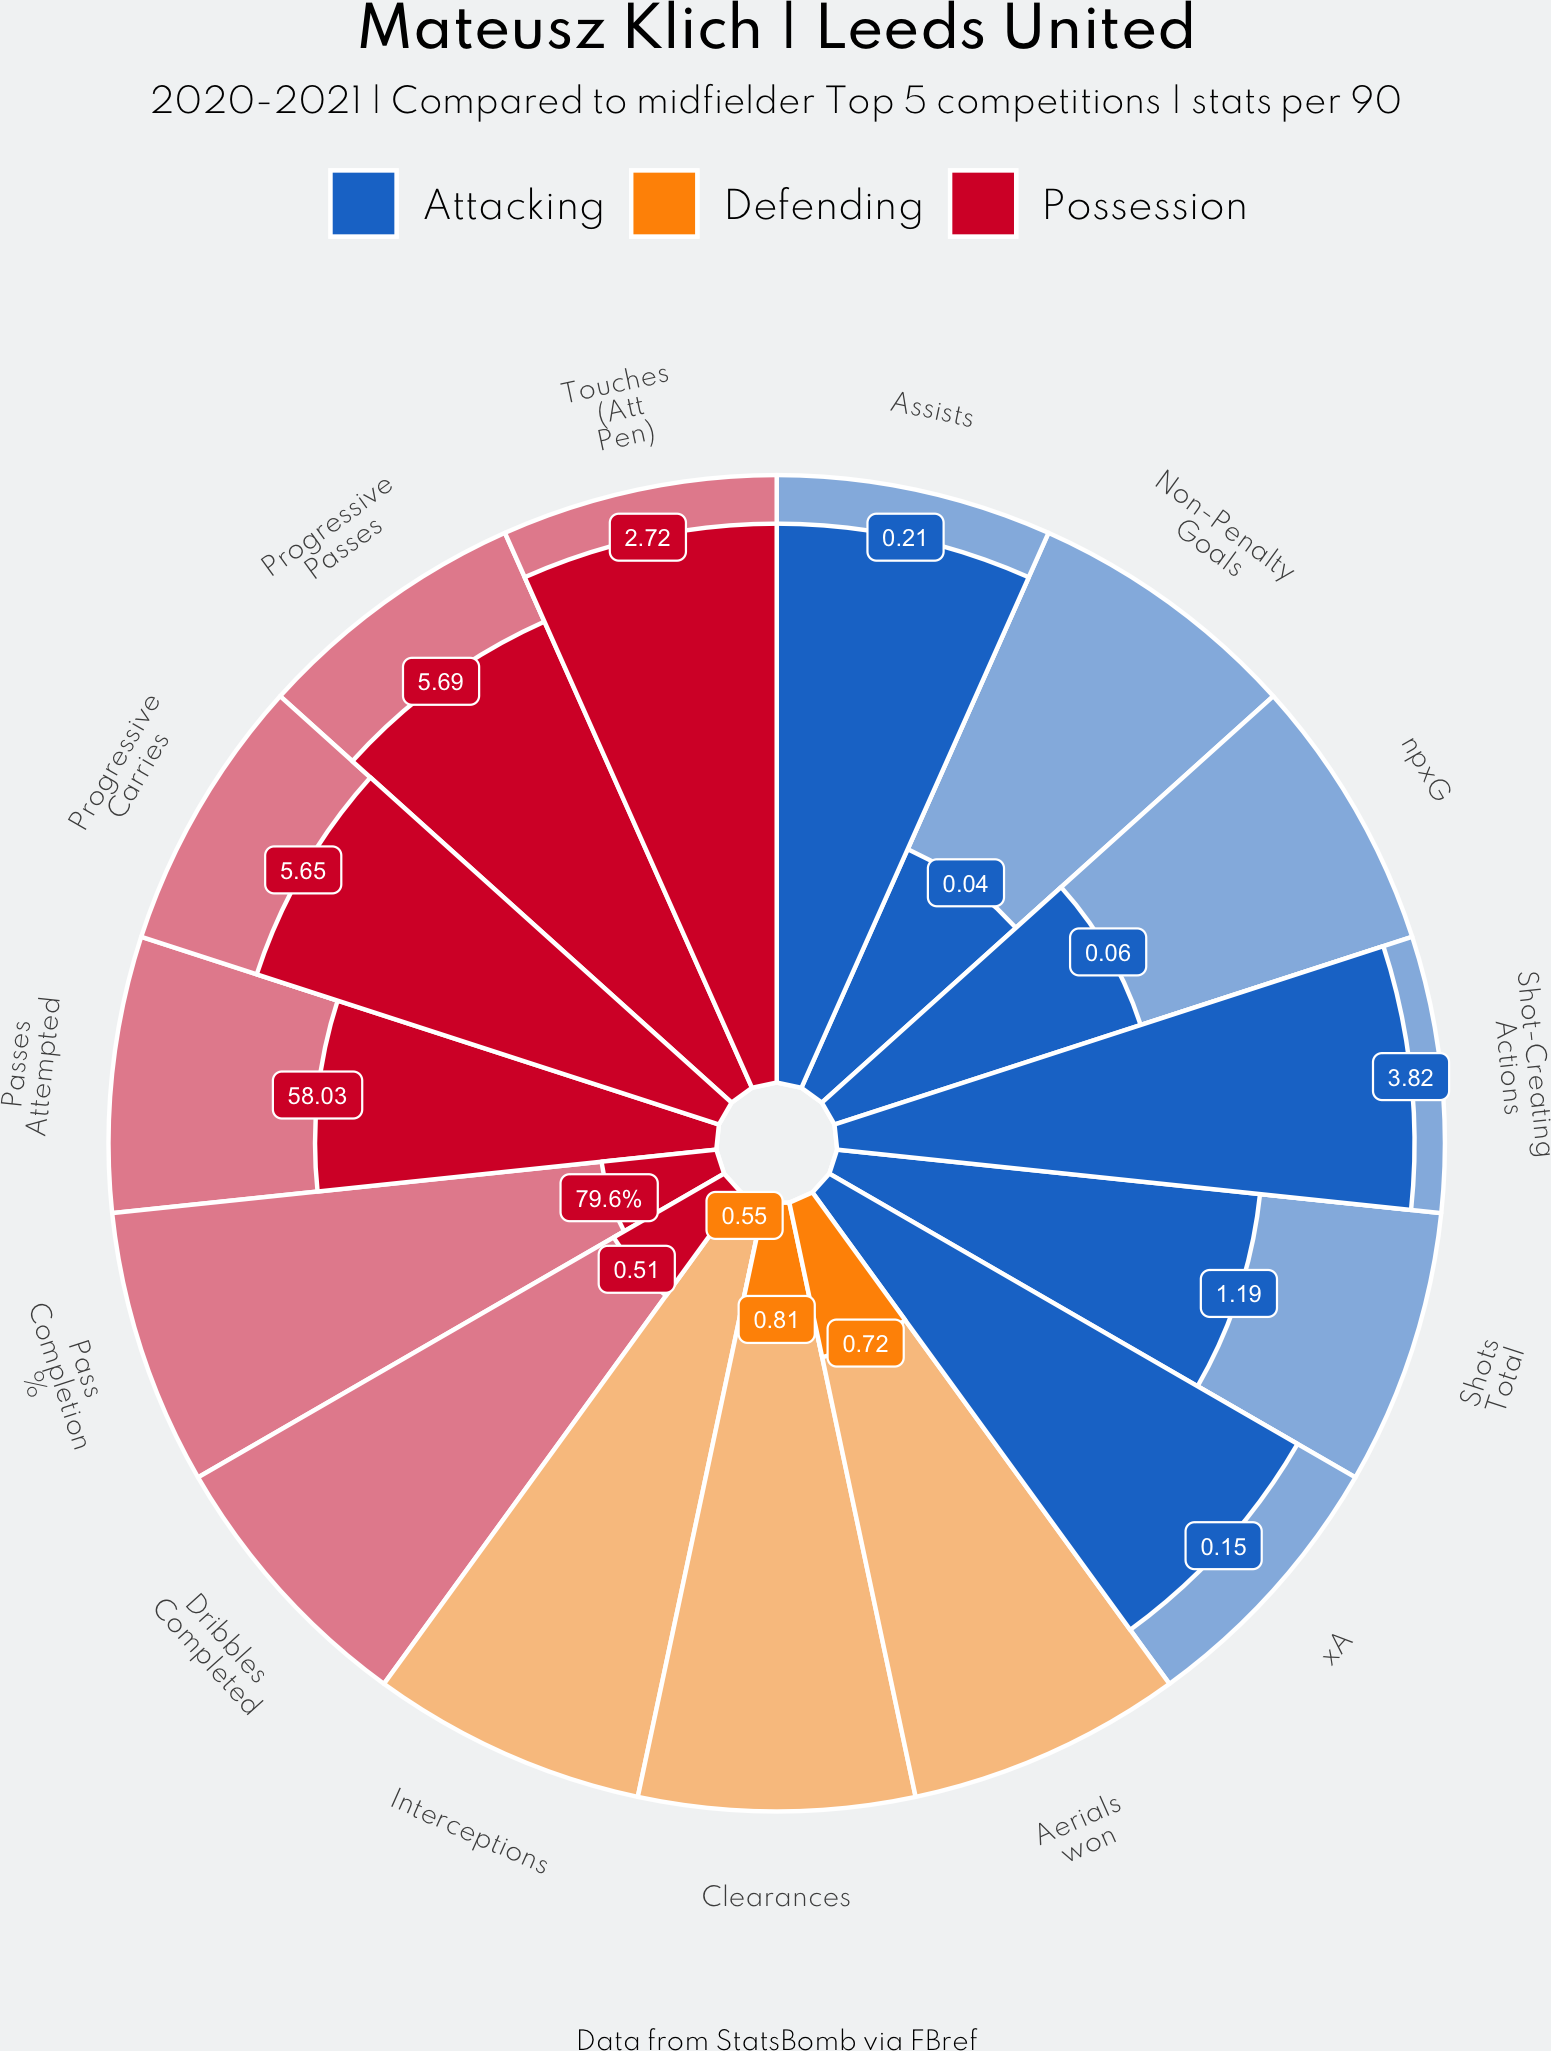 Mateusz Klich | Leeds United
2020-2021 | Compared to midfielder Top 5 competitions | stats per 90
Attacking
Defending
Possession
Touches
(Att
Pen)
2.72
Assists
0.21
Non-Penalty
Goals
0.04
npxG
0.06
Shot-Creating
Actions
3.82
Shots
Total
1.19
xA
0.15
Aerials
won
0.72
Clearances
0.81
Interceptions
0.55
Dribbles
Completed
0.51
Pass
Completion
%
79.6%
Passes
Attempted
58.03
Progressive
Carries
5.65
Progressive
Passes
5.69
Data from StatsBomb via FBref